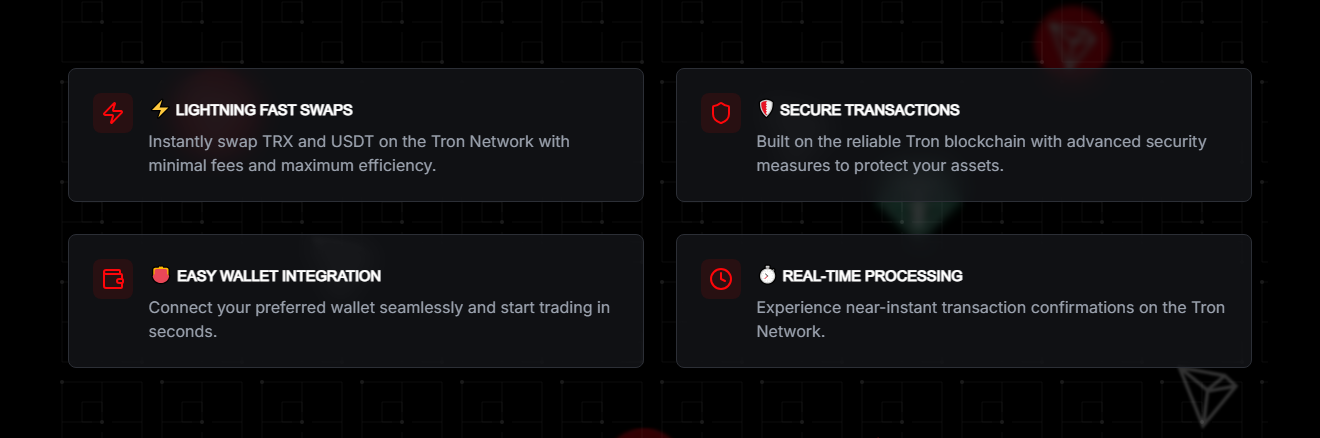 ⚡ LIGHTNING FAST SWAPS
Instantly swap TRX and USDT on the Tron Network with
minimal fees and maximum efficiency.
🛡 SECURE TRANSACTIONS
Built on the reliable Tron blockchain with advanced security
measures to protect your assets.
👛 EASY WALLET INTEGRATION
Connect your preferred wallet seamlessly and start trading in
seconds.
⏱ REAL-TIME PROCESSING
Experience near-instant transaction confirmations on the Tron
Network.